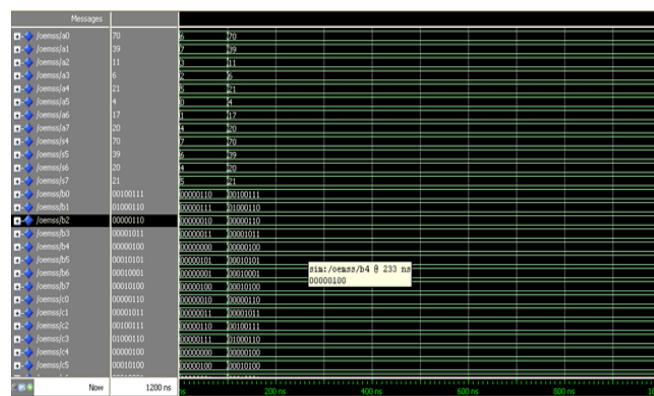 Messages
/oemss/a0 70 6 70
/oemss/a1 39 7 39
/oemss/a2 11 3 11
/oemss/a3 6 2 6
/oemss/a4 21 5 21
/oemss/a5 4 0 4
/oemss/a6 17 1 17
/oemss/a7 20 4 20
/oemss/s4 70 7 70
/oemss/s5 39 6 39
/oemss/s6 20 4 20
/oemss/s7 21 5 21
/oemss/b0 00100111 00000110 00100111
/oemss/b1 01000110 00000111 01000110
/oemss/b2 00000110 00000010 00000110
/oemss/b3 00001011 00000011 00001011
/oemss/b4 00000100 00000000 00000100
/oemss/b5 00010101 00000101 00010101
/oemss/b6 00010001 00000001 00010001
sim:/oemss/b4 @ 233 ns
00000100
/oemss/b7 00010100 00000100 00010100
/oemss/c0 00000110 00000010 00000110
/oemss/c1 00001011 00000011 00001011
/oemss/c2 00100111 00000110 00100111
/oemss/c3 01000110 00000111 01000110
/oemss/c4 00000100 00000000 00000100
/oemss/c5 00010100 00000100 00010100
Now 1200 ns ns 200 ns 400 ns 600 ns 800 ns